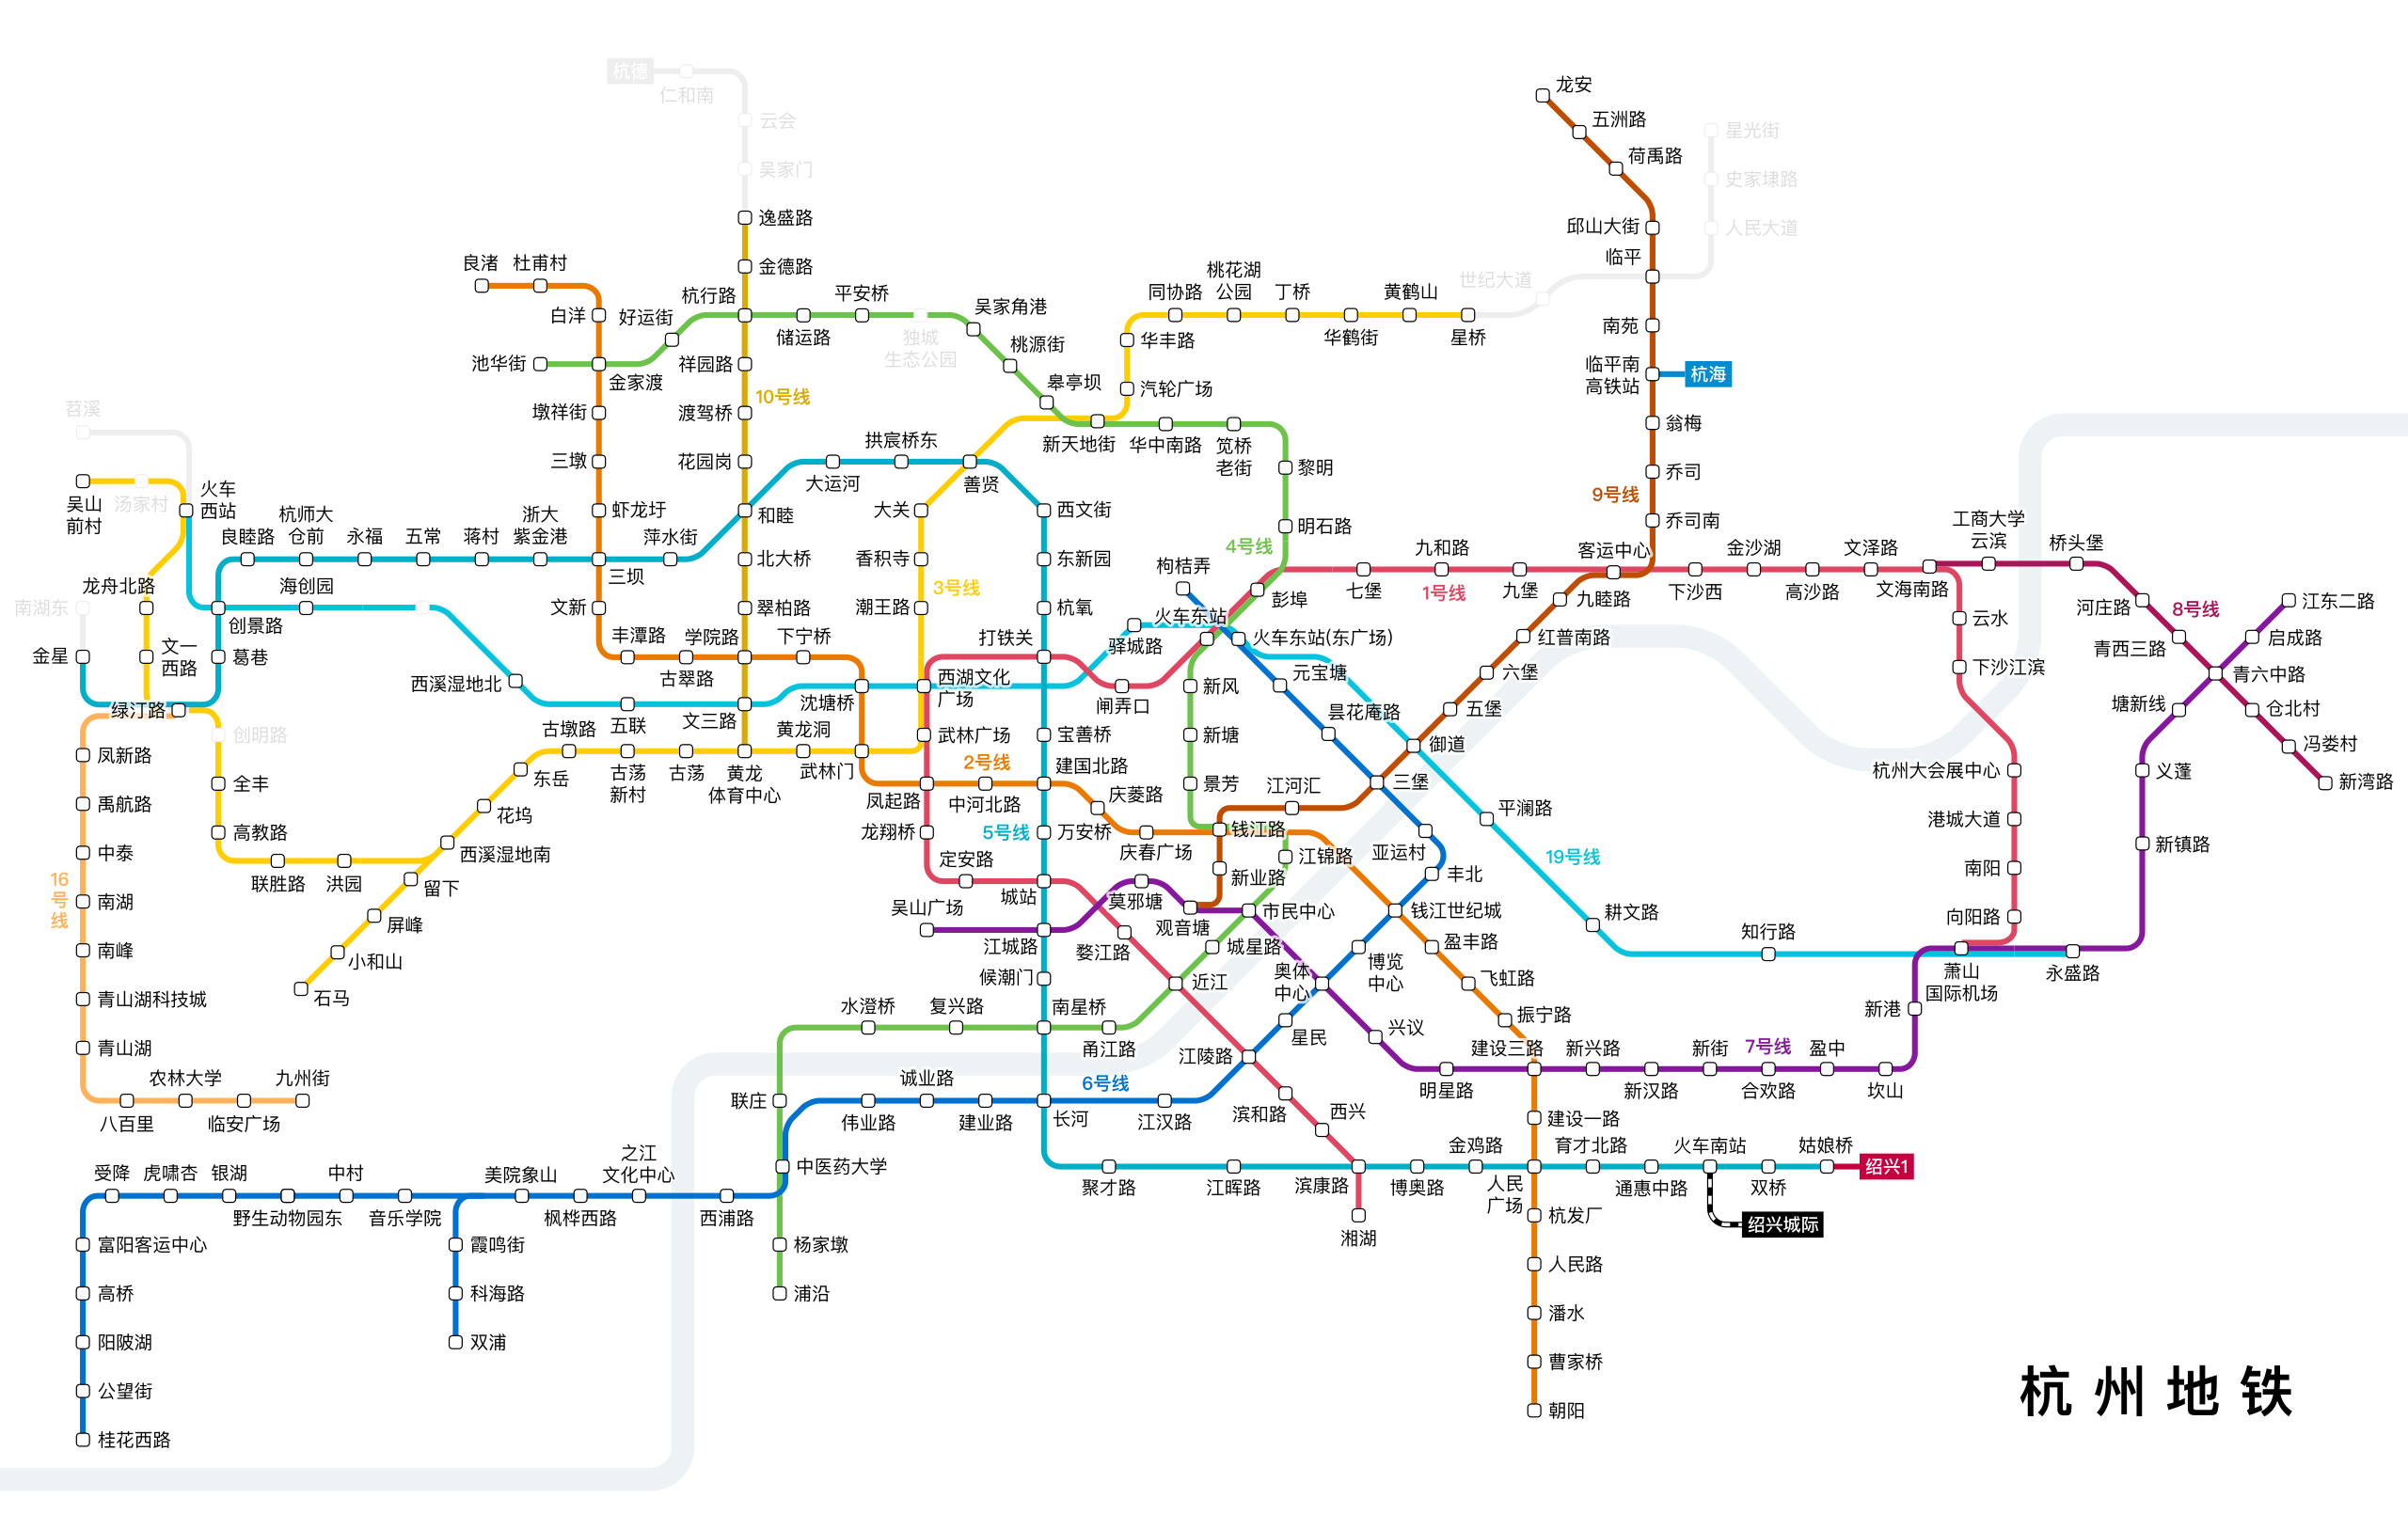 杭德
仁和南
云会
吴家门
逸盛路
金德路
龙安
五洲路
荷禹路
星光街
史家埭路
人民大道
邱山大街
临平
世纪大道
南苑
临平南
高铁站
杭海
翁梅
乔司
9号线
乔司南
良渚
杜甫村
白洋
好运街
杭行路
平安桥
储运路
独城
生态公园
吴家角港
桃源街
皋亭坝
同协路
桃花湖
公园
丁桥
黄鹤山
华鹤街
星桥
华丰路
汽轮广场
池华街
金家渡
祥园路
10号线
墩祥街
渡驾桥
三墩
花园岗
拱宸桥东
大运河
善贤
新天地街
华中南路
笕桥
老街
黎明
明石路
4号线
苕溪
吴山
前村
汤家村
火车
西站
良睦路
杭师大
仓前
永福
五常
蒋村
浙大
紫金港
虾龙圩
萍水街
和睦
三坝
北大桥
大关
香积寺
潮王路
3号线
西文街
东新园
杭氧
打铁关
南湖东
龙舟北路
创景路
海创园
文新
翠柏路
金星
文一
西路
葛巷
丰潭路
学院路
下宁桥
古翠路
西溪湿地北
五联
文三路
沈塘桥
西湖文化
广场
枸桔弄
火车东站
驿城路
闸弄口
火车东站(东广场)
彭埠
七堡
九和路
1号线
九堡
客运中心
九睦路
下沙西
金沙湖
高沙路
文泽路
文海南路
工商大学
云滨
桥头堡
河庄路
8号线
江东二路
启成路
青西三路
青六中路
塘新线
仓北村
冯娄村
新湾路
义蓬
新镇路
云水
下沙江滨
杭州大会展中心
港城大道
南阳
向阳路
红普南路
六堡
五堡
御道
三堡
元宝塘
昙花庵路
新风
新塘
景芳
江河汇
钱江路
江锦路
亚运村
丰北
新业路
平澜路
19号线
耕文路
知行路
萧山
国际机场
永盛路
新港
绿汀路
创明路
全丰
高教路
联胜路
洪园
古墩路
古荡
新村
古荡
黄龙
体育中心
黄龙洞
武林门
武林广场
2号线
宝善桥
建国北路
凤起路
中河北路
庆菱路
庆春广场
龙翔桥
5号线
万安桥
定安路
城站
吴山广场
江城路
莫邪塘
观音塘
婺江路
市民中心
城星路
近江
候潮门
东岳
花坞
西溪湿地南
留下
屏峰
小和山
石马
凤新路
禹航路
中泰
16
号
线
南湖
南峰
青山湖科技城
青山湖
八百里
农林大学
临安广场
九州街
水澄桥
复兴路
南星桥
甬江路
钱江世纪城
盈丰路
飞虹路
振宁路
博览
中心
奥体
中心
星民
兴议
江陵路
滨和路
西兴
明星路
建设三路
新兴路
新汉路
新街
7号线
合欢路
盈中
坎山
建设一路
联庄
伟业路
诚业路
建业路
6号线
长河
江汉路
中医药大学
杨家墩
浦沿
聚才路
江晖路
滨康路
湘湖
博奥路
金鸡路
人民
广场
育才北路
通惠中路
火车南站
双桥
姑娘桥
绍兴1
绍兴城际
杭发厂
人民路
潘水
曹家桥
朝阳
受降
虎啸杏
银湖
野生动物园东
中村
音乐学院
美院象山
枫桦西路
之江
文化中心
西浦路
富阳客运中心
高桥
阳陂湖
公望街
桂花西路
霞鸣街
科海路
双浦
杭州地铁